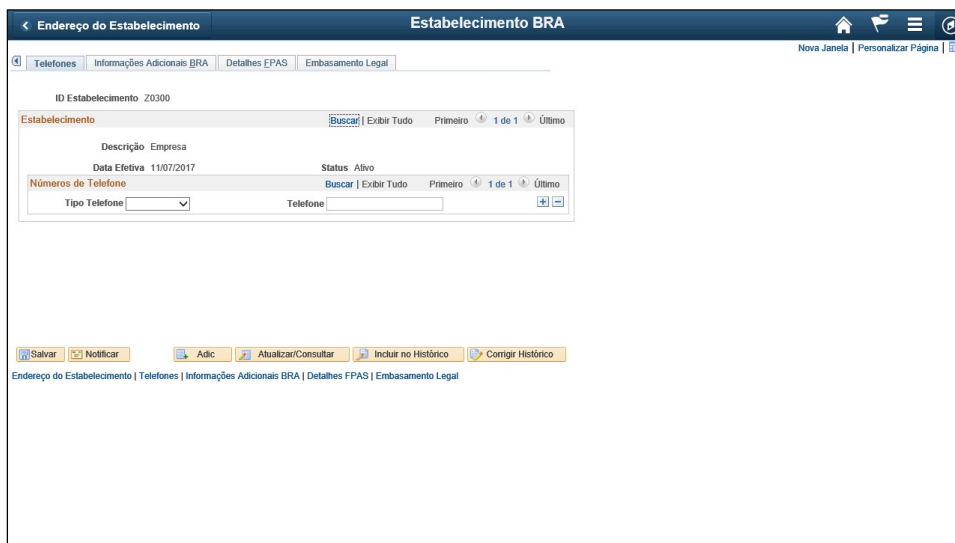 Endereço do Estabelecimento
Estabelecimento BRA
Nova Janela | Personalizar Página |
Telefones
Informações Adicionais BRA
Detalhes FPAS
Embasamento Legal
ID Estabelecimento Z0300
Estabelecimento
Buscar | Exibir Tudo
Primeiro 1 de 1 Último
Descrição Empresa
Data Efetiva 11/07/2017
Status Ativo
Números de Telefone
Buscar | Exibir Tudo
Primeiro 1 de 1 Último
Tipo Telefone
Telefone
Salvar
Notificar
Adic
Atualizar/Consultar
Incluir no Histórico
Corrigir Histórico
Endereço do Estabelecimento | Telefones | Informações Adicionais BRA | Detalhes FPAS | Embasamento Legal